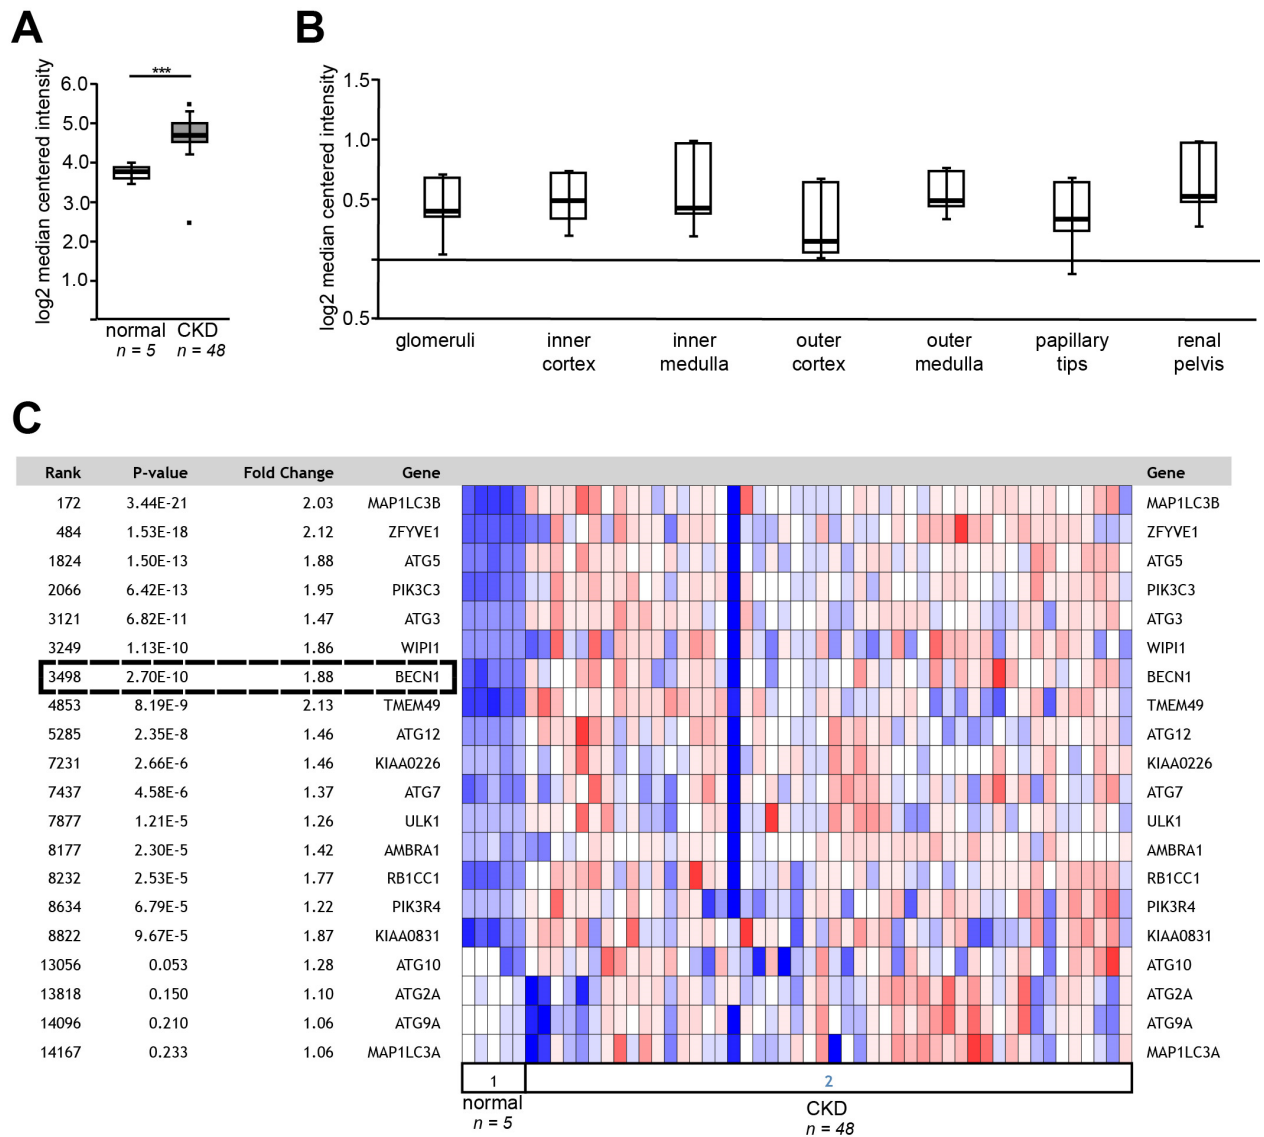 A
B
log2 median centered intensity
6.0
5.0
4.0
3.0
2.0
1.0
***
normal
n = 5
CKD
n = 48
log2 median centered intensity
1.5
1.0
0.5
0.5
glomeruli
inner
cortex
inner
medulla
outer
cortex
outer
medulla
papillary
tips
renal
pelvis
C
Rank P-value Fold Change Gene Gene
172 3.44E-21 2.03 MAP1LC3B MAP1LC3B
484 1.53E-18 2.12 ZFYVE1 ZFYVE1
1824 1.50E-13 1.88 ATG5 ATG5
2066 6.42E-13 1.95 PIK3C3 PIK3C3
3121 6.82E-11 1.47 ATG3 ATG3
3249 1.13E-10 1.86 WIPI1 WIPI1
3498 2.70E-10 1.88 BECN1 BECN1
4853 8.19E-9 2.13 TMEM49 TMEM49
5285 2.35E-8 1.46 ATG12 ATG12
7231 2.66E-6 1.46 KIAA0226 KIAA0226
7437 4.58E-6 1.37 ATG7 ATG7
7877 1.21E-5 1.26 ULK1 ULK1
8177 2.30E-5 1.42 AMBRA1 AMBRA1
8232 2.53E-5 1.77 RB1CC1 RB1CC1
8634 6.79E-5 1.22 PIK3R4 PIK3R4
8822 9.67E-5 1.87 KIAA0831 KIAA0831
13056 0.053 1.28 ATG10 ATG10
13818 0.150 1.10 ATG2A ATG2A
14096 0.210 1.06 ATG9A ATG9A
14167 0.233 1.06 MAP1LC3A MAP1LC3A
1 2
normal
n = 5
CKD
n = 48